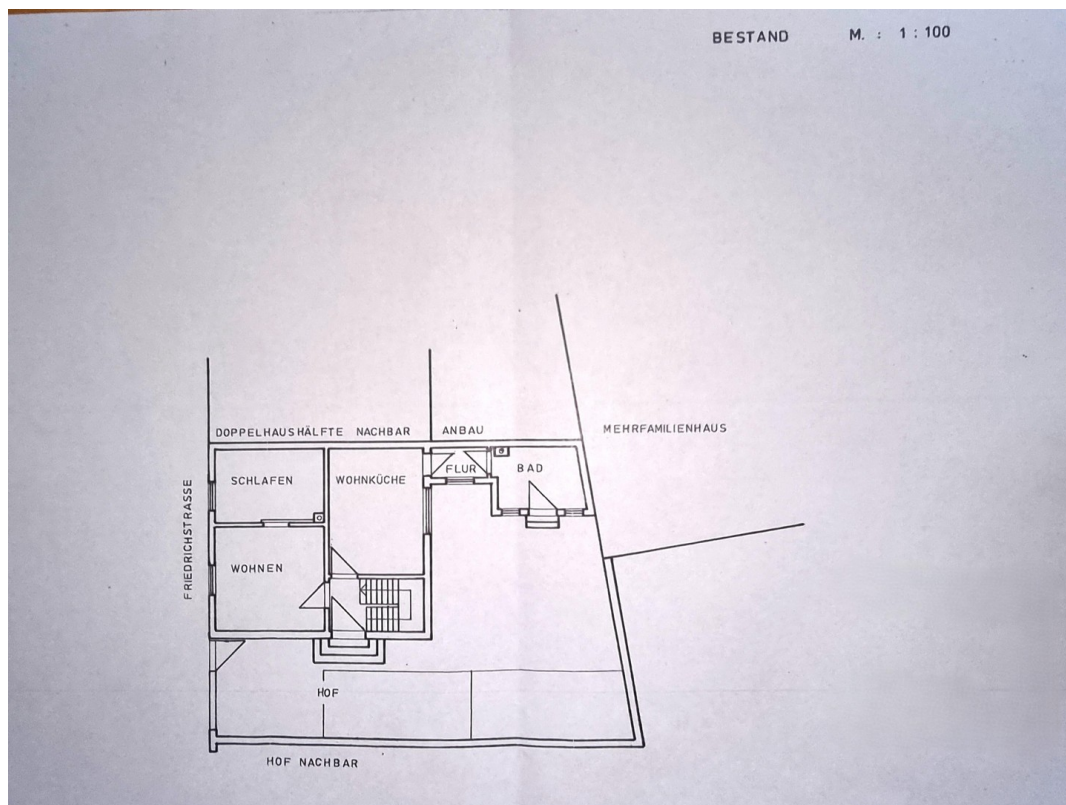 BESTAND M. : 1 : 100
DOPPELHAUSHÄLFTE NACHBAR
ANBAU
MEHRFAMILIENHAUS
SCHLAFEN
WOHNKÜCHE
FLUR
BAD
FRIEDRICHSTRASSE
WOHNEN
HOF
HOF NACHBAR